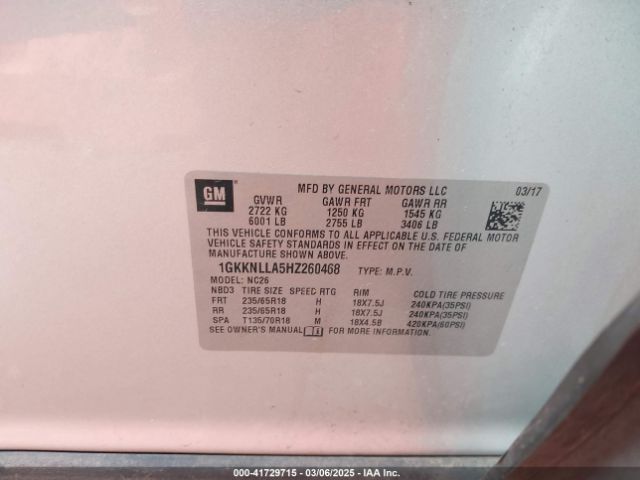 GM
MFD BY GENERAL MOTORS LLC 03/17
GVWR GAWR FRT GAWR RR
2722 KG 1250 KG 1545 KG
6001 LB 2755 LB 3406 LB
THIS VEHICLE CONFORMS TO ALL APPLICABLE U.S. FEDERAL MOTOR
VEHICLE SAFETY STANDARDS IN EFFECT ON THE DATE OF
MANUFACTURE SHOWN ABOVE.
1GKKNLLA5HZ260468 TYPE: M.P.V.
MODEL: NC26
NBD3 TIRE SIZE SPEED RTG RIM COLD TIRE PRESSURE
FRT 235/65R18 H 18X7.5J 240KPA(35PSI)
RR 235/65R18 H 18X7.5J 240KPA(35PSI)
SPA T135/70R18 M 18X4.5B 420KPA(60PSI)
SEE OWNER'S MANUAL FOR MORE INFORMATION.
000-41729715 - 03/06/2025 - IAA Inc.